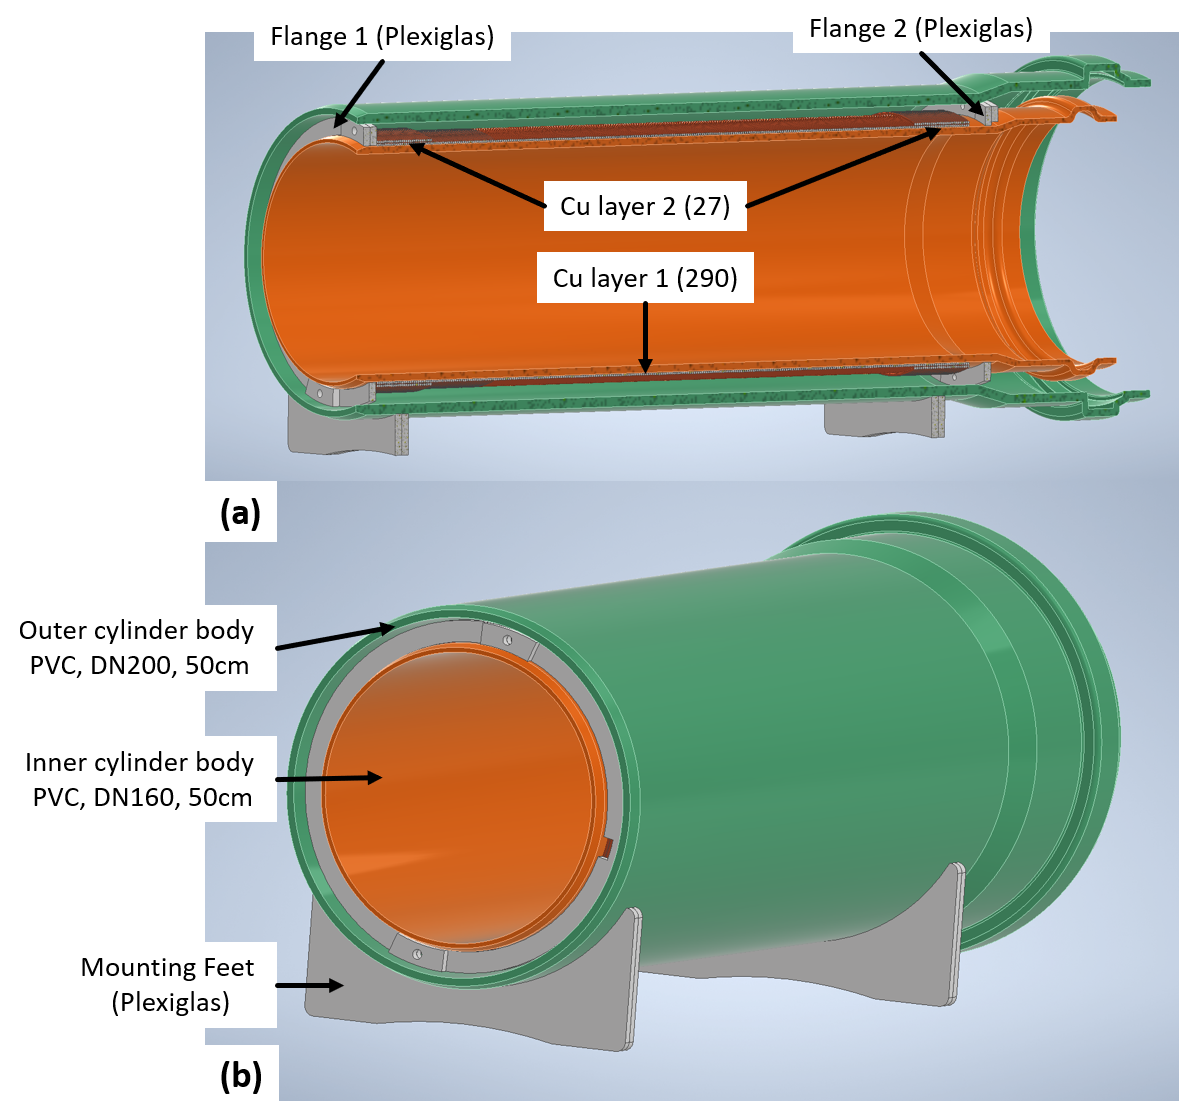 Flange 1 (Plexiglas)
Flange 2 (Plexiglas)
Cu layer 2 (27)
Cu layer 1 (290)
(a)
Outer cylinder body
PVC, DN200, 50cm
Inner cylinder body
PVC, DN160, 50cm
Mounting Feet
(Plexiglas)
(b)